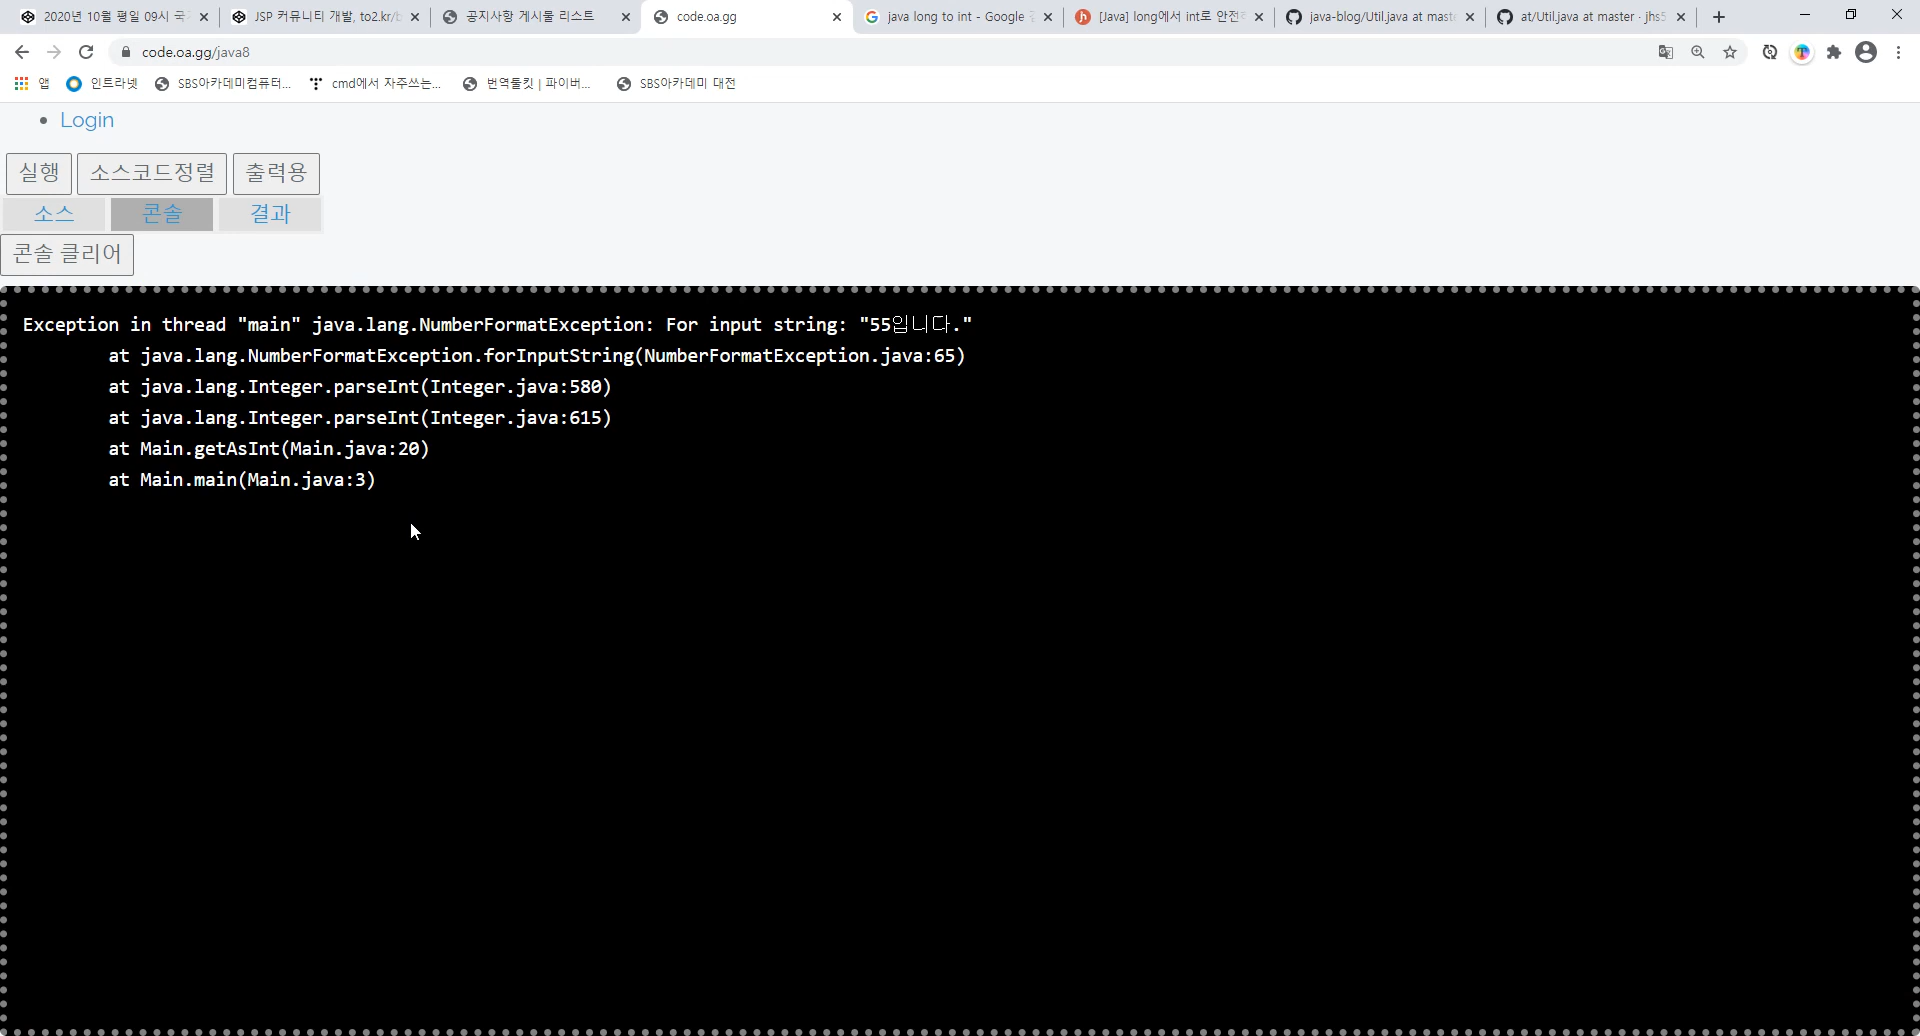 2020년 10월 평일 09시 국
JSP 커뮤니티 개발, to2.kr/b
공지사항 게시물 리스트
code.oa.gg
java long to int - Google
[Java] long에서 int로 안전
java-blog/Util.java at mast
at/Util.java at master · jhs5
code.oa.gg/java8
앱
인트라넷
SBS아카데미컴퓨터...
cmd에서 자주쓰는...
번역툴킷 | 파이버...
SBS아카데미 대전
Login
실행 소스코드정렬 출력용
소스 콘솔 결과
콘솔 클리어
Exception in thread "main" java.lang.NumberFormatException: For input string: "55입니다."
at java.lang.NumberFormatException.forInputString(NumberFormatException.java:65)
at java.lang.Integer.parseInt(Integer.java:580)
at java.lang.Integer.parseInt(Integer.java:615)
at Main.getAsInt(Main.java:20)
at Main.main(Main.java:3)